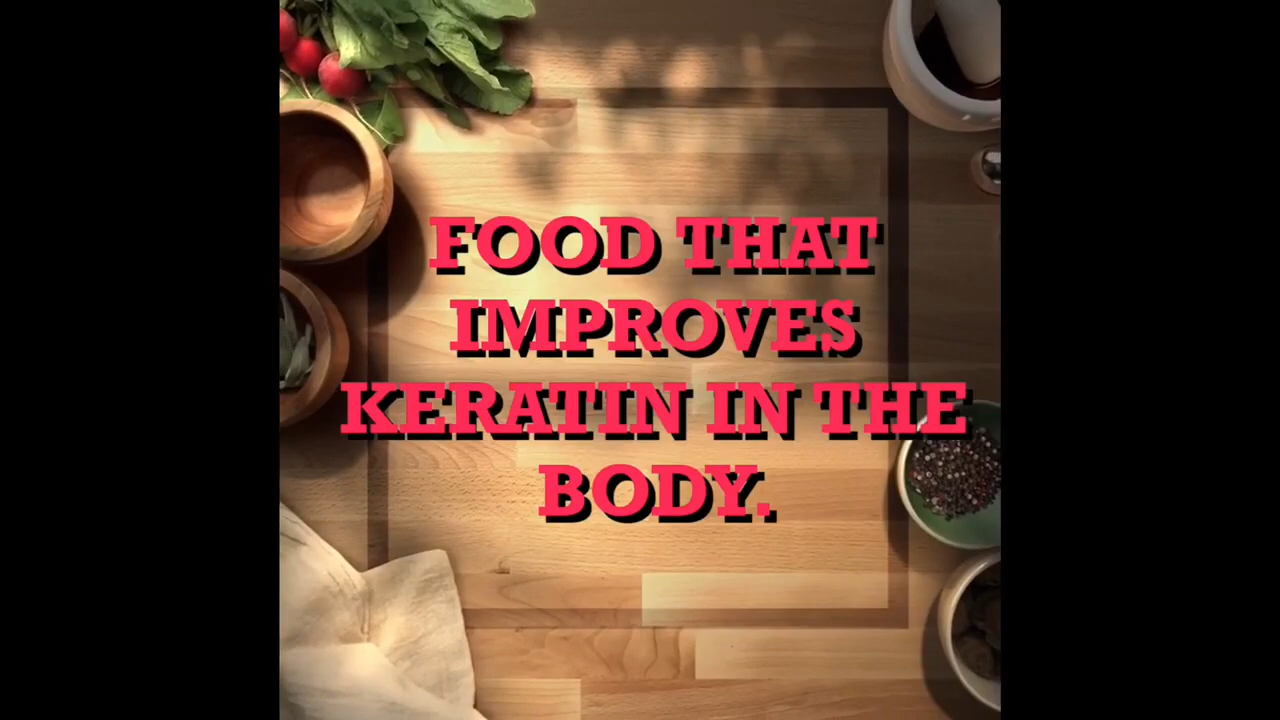 FOOD THAT
IMPROVES
KERATIN IN THE
BODY.